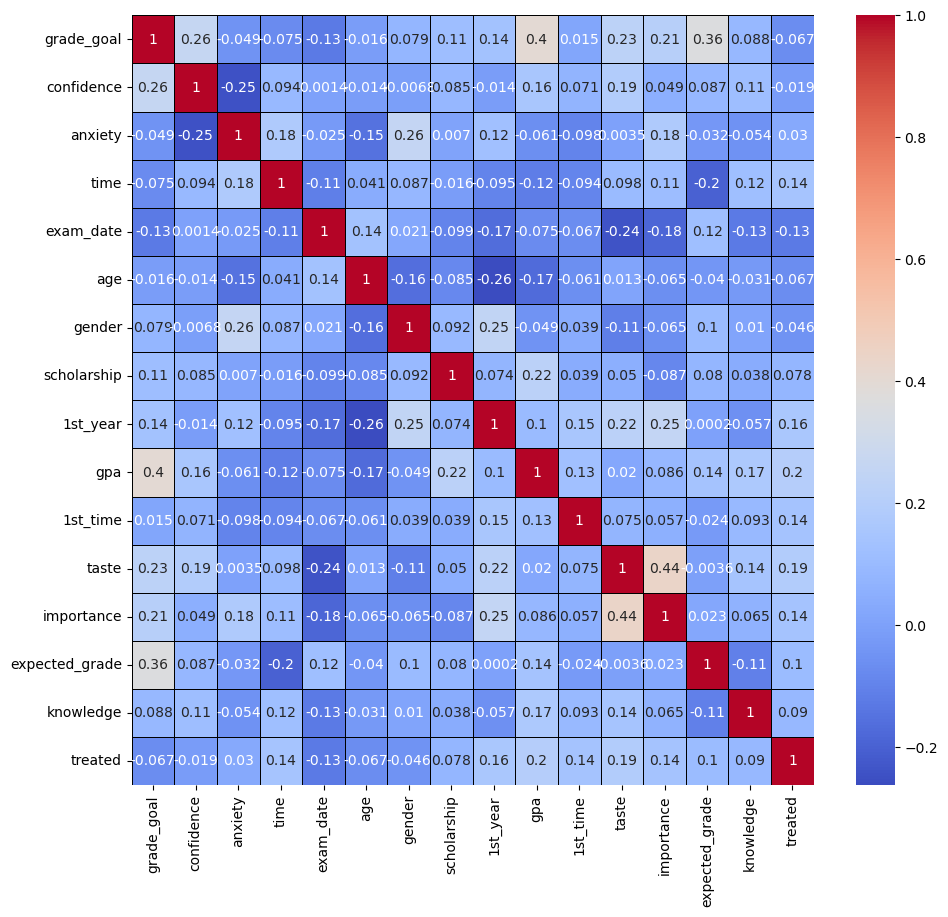 grade_goal 1 0.26 -0.049 -0.075 -0.13 -0.016 0.079 0.11 0.14 0.4 0.015 0.23 0.21 0.36 0.088 -0.067
confidence 0.26 1 -0.25 0.094 0.0014 -0.014 -0.0068 0.085 -0.014 0.16 0.071 0.19 0.049 0.087 0.11 -0.019
anxiety -0.049 -0.25 1 0.18 -0.025 -0.15 0.26 0.007 0.12 -0.061 -0.098 0.0035 0.18 -0.032 -0.054 0.03
time -0.075 0.094 0.18 1 -0.11 0.041 0.087 -0.016 -0.095 -0.12 -0.094 0.098 0.11 -0.2 0.12 0.14
exam_date -0.13 0.0014 -0.025 -0.11 1 0.14 0.021 -0.099 -0.17 -0.075 -0.067 -0.24 -0.18 0.12 -0.13 -0.13
age -0.016 -0.014 -0.15 0.041 0.14 1 -0.16 -0.085 -0.26 -0.17 -0.061 0.013 -0.065 -0.04 -0.031 -0.067
gender 0.079 -0.0068 0.26 0.087 0.021 -0.16 1 0.092 0.25 -0.049 0.039 -0.11 -0.065 0.1 0.01 -0.046
scholarship 0.11 0.085 0.007 -0.016 -0.099 -0.085 0.092 1 0.074 0.22 0.039 0.05 -0.087 0.08 0.038 0.078
1st_year 0.14 -0.014 0.12 -0.095 -0.17 -0.26 0.25 0.074 1 0.1 0.15 0.22 0.25 -0.057 0.16
gpa 0.4 0.16 -0.061 -0.12 -0.075 -0.17 -0.049 0.22 0.1 1 0.13 0.02 0.086 0.14 0.17 0.2
1st_time 0.015 0.071 -0.098 -0.094 -0.067 -0.061 0.039 0.039 0.15 0.13 1 0.075 0.057 -0.024 0.093 0.14
taste 0.23 0.19 0.0035 0.098 -0.24 0.013 -0.11 0.05 0.22 0.02 0.075 1 0.44 -0.0036 0.14 0.19
importance 0.21 0.049 0.18 0.11 -0.18 -0.065 -0.065 -0.087 0.25 0.086 0.057 0.44 1 0.023 0.065 0.14
expected_grade 0.36 0.087 -0.032 -0.2 0.12 -0.04 0.1 0.08 0.14 -0.024 -0.0036 0.023 1 -0.11 0.1
knowledge 0.088 0.11 -0.054 0.12 -0.13 -0.031 0.01 0.038 -0.057 0.17 0.093 0.14 0.065 -0.11 1 0.09
treated -0.067 -0.019 0.03 0.14 -0.13 -0.067 -0.046 0.078 0.16 0.2 0.14 0.19 0.14 0.1 0.09 1
grade_goal
confidence
anxiety
time
exam_date
age
gender
scholarship
1st_year
gpa
1st_time
taste
importance
expected_grade
knowledge
treated
1.0
0.8
0.6
0.4
0.2
0.0
−0.2